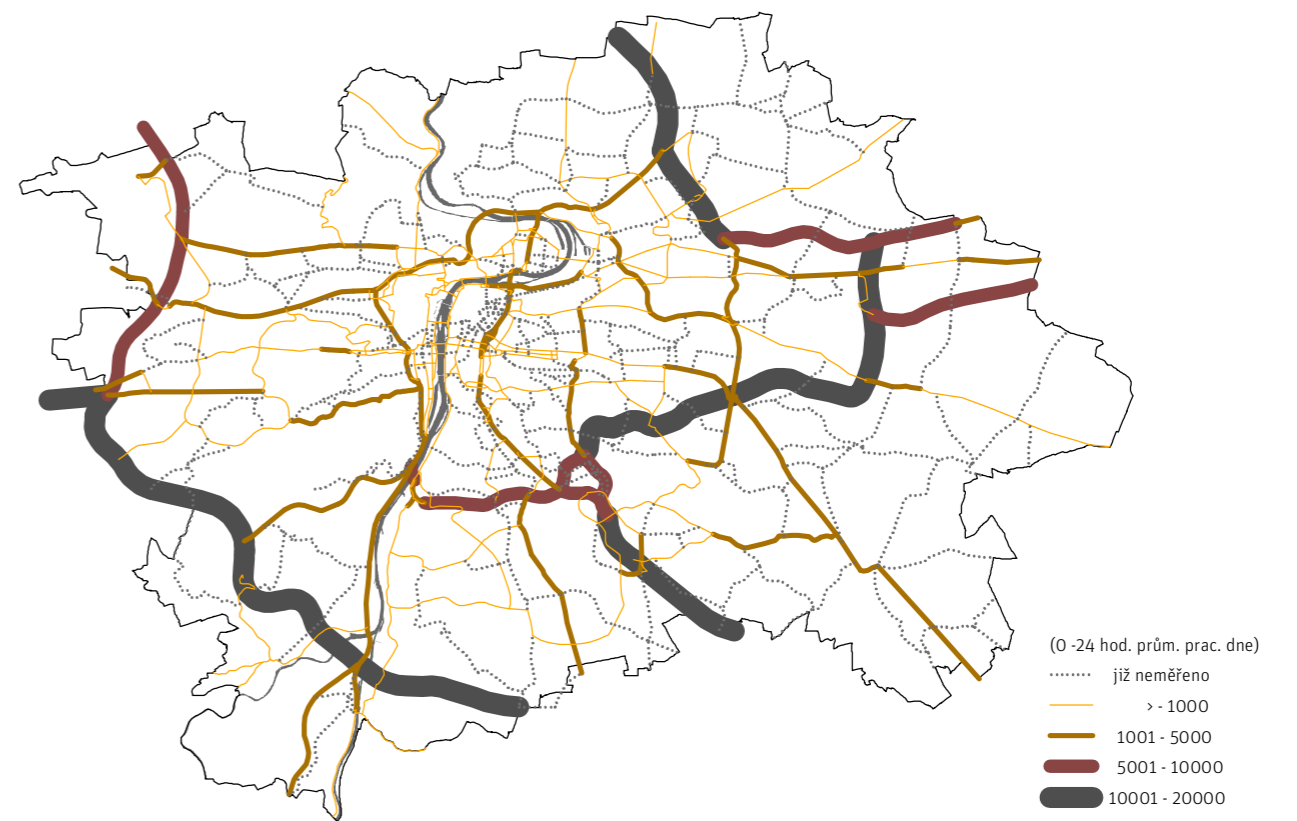 (0 -24 hod. prům. prac. dne)
již neměřeno
> - 1000
1001 - 5000
5001 - 10000
10001 - 20000